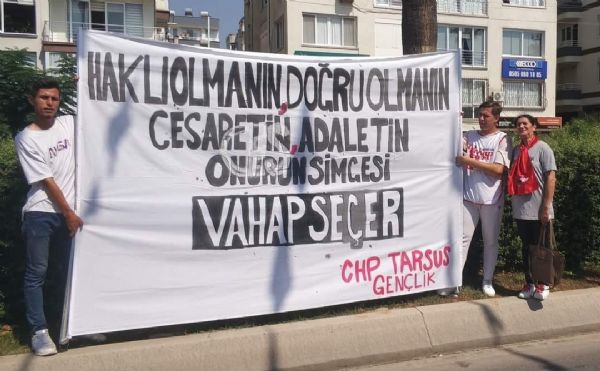 HAKLI OLMANIN, DOĞRU OLMANIN
CESARETİN, ADALETİN
ONURUN SİMGESİ
VAHAP SEÇER
CHP TARSUS
GENÇLİK